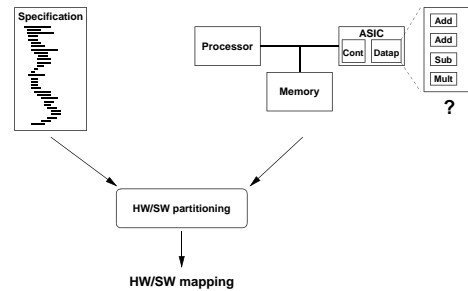 Specification
Processor
Memory
ASIC
Cont
Datap
Add
Add
Sub
Mult
?
HW/SW partitioning
HW/SW mapping